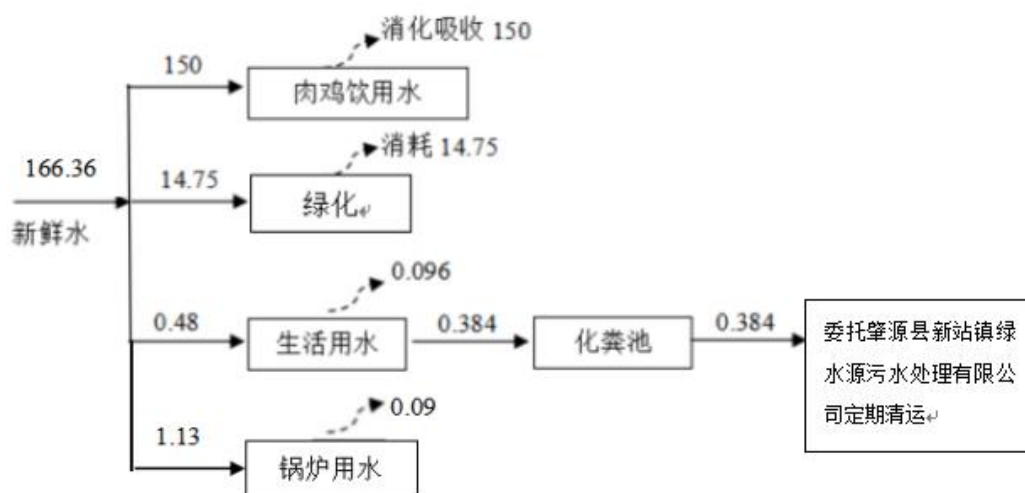 消化吸收 150
150
肉鸡饮用水
消耗 14.75
166.36
14.75
绿化
新鲜水
0.096
0.48
生活用水
0.384
化粪池
0.384
委托肇源县新站镇绿
水源污水处理有限公
司定期清运
0.09
1.13
锅炉用水